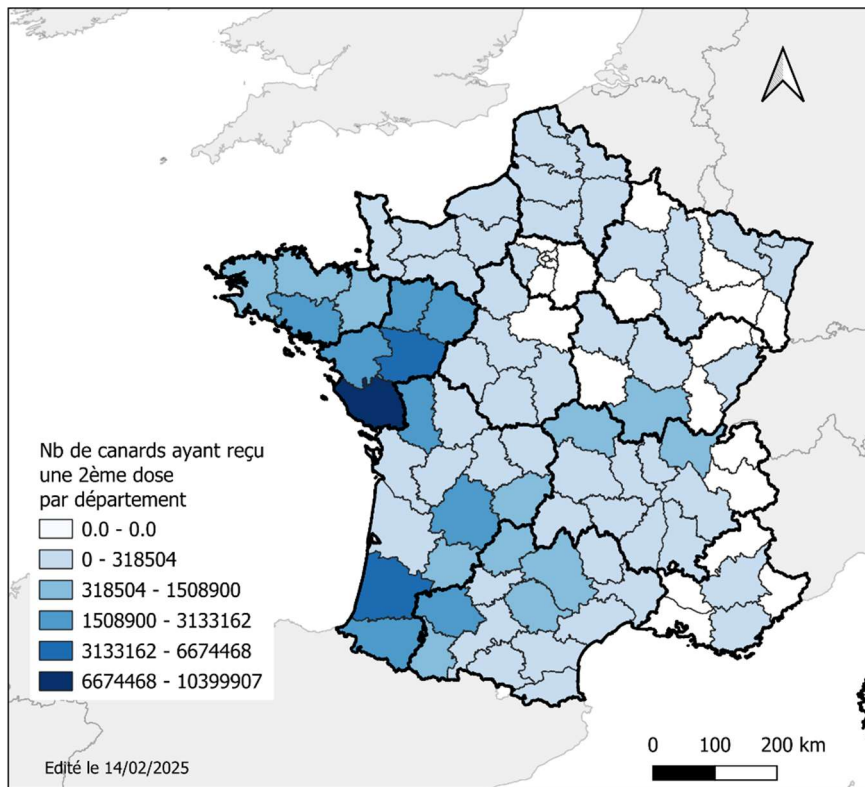 Nb de canards ayant reçu
une 2ème dose
par département
0.0 - 0.0
0 - 318504
318504 - 1508900
1508900 - 3133162
3133162 - 6674468
6674468 - 10399907
Edité le 14/02/2025
0 100 200 km